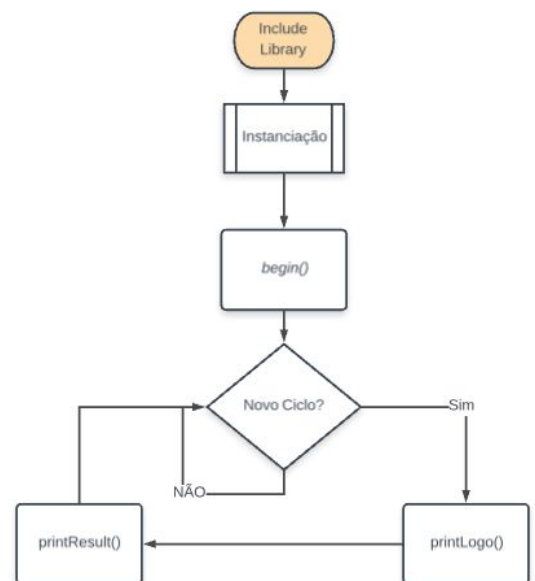 Include
Library
Instanciação
begin()
Novo Ciclo?
Sim
NÃO
printResult()
printLogo()